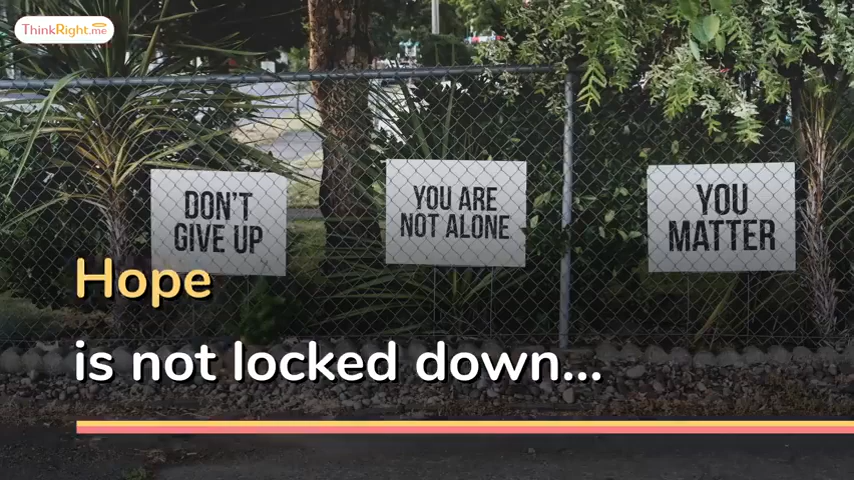 ThinkRight.me
DON'T
GIVE UP
YOU ARE
NOT ALONE
YOU
MATTER
Hope
is not locked down...